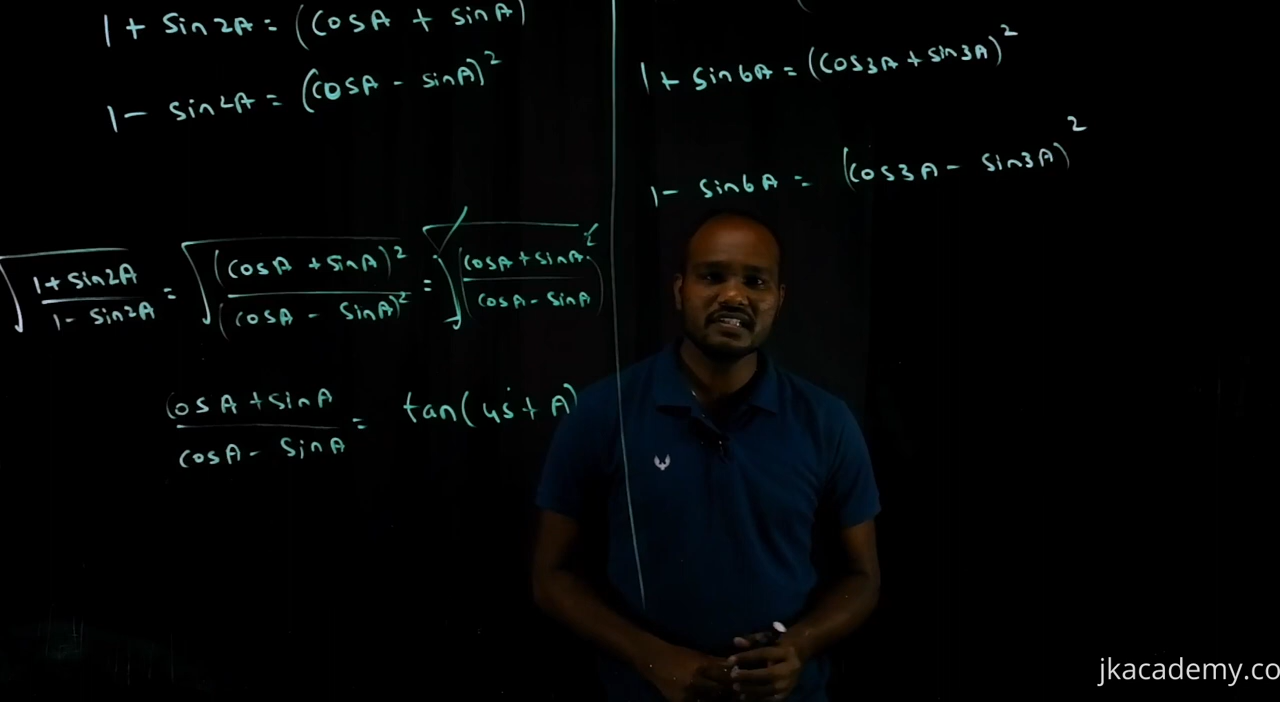 1 + sin2A = (cosA + sinA)
1 - sin2A = (cosA - sinA)²
√((1 + sin2A)/(1 - sin2A)) = √((cosA + sinA)²/(cosA - sinA)²) = √((cosA + sinA)/(cosA - sinA))²
(cosA + sinA)/(cosA - sinA) = tan(45° + A)
1 + sin6A = (cos3A + sin3A)²
1 - sin6A = (cos3A - sin3A)²
jkacademy.co